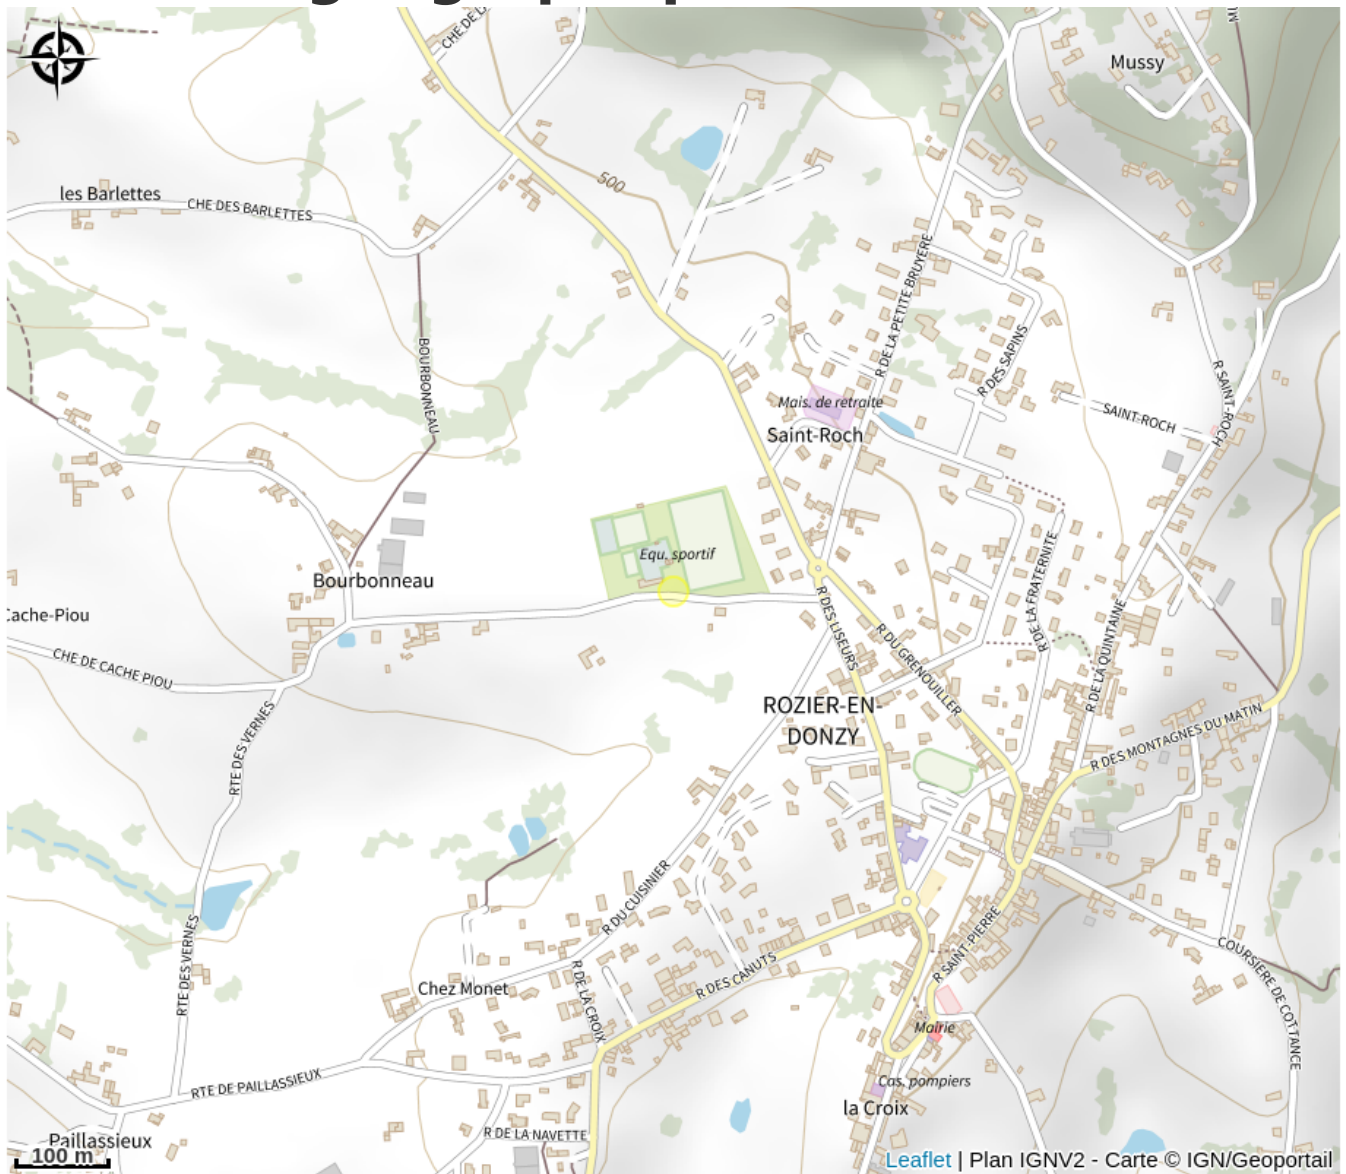 CHE DE L
Mussy
500
les Barlettes
CHE DES BARLETTES
R DE LA PETITE BRUYERE
BOURBONNEAU
R DES SAPINS
R SAINT-ROCH
Mais. de retraite
SAINT-ROCH
Saint-Roch
Equ. sportif
Bourbonneau
Cache-Piou
R DE LA FRATERNITE
R DES LISEURS
R DU GRENOUILLER
R DE LA QUINTAINE
CHE DE CACHE PIOU
ROZIER-EN-
DONZY
RTE DES VERNES
R DES MONTAGNES DU MATIN
R DU CUISINIER
RTE DES VERNES
R SAINT-PIERRE
R DES CANUTS
R DE LA CROIX
Chez Monet
COURSIERE DE COTTANCE
Mairie
RTE DE PAILLASSIEUX
Cas. pompiers
la Croix
R DE LA NAVETTE
Paillassieux
100 m
Leaflet | Plan IGNV2 - Carte © IGN/Geoportail